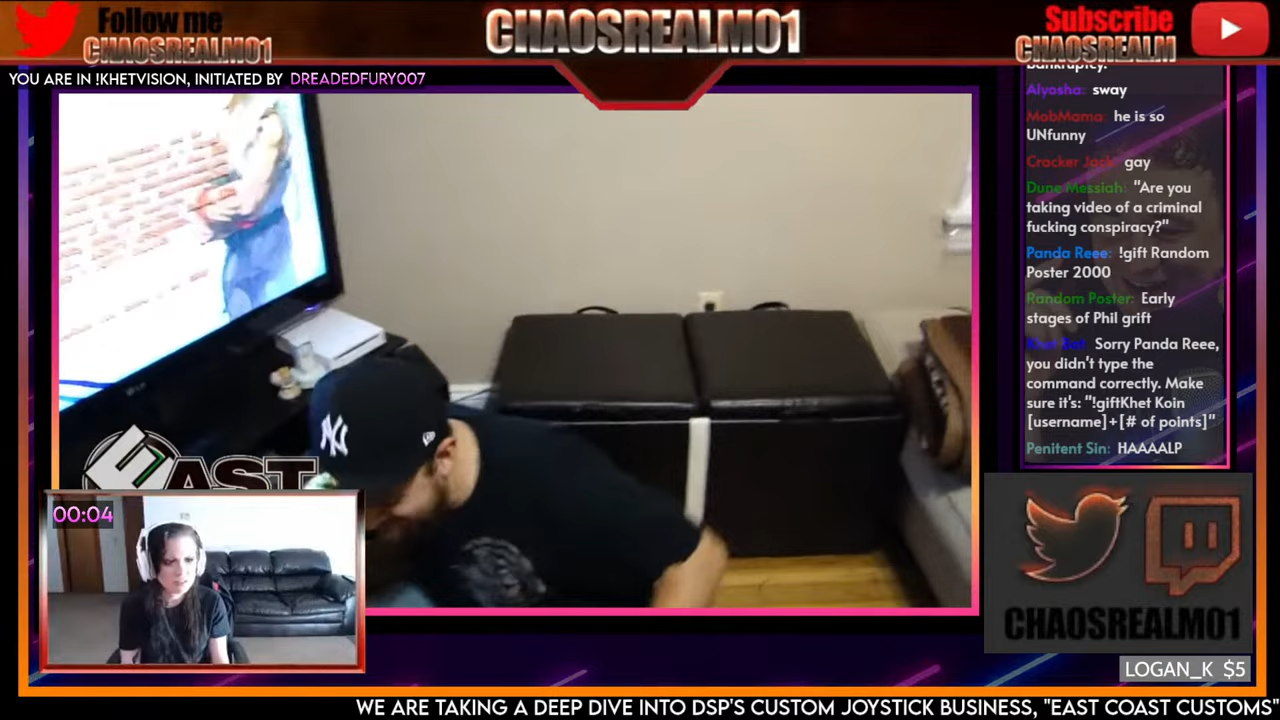 Follow me
CHAOSREALM01
CHAOSREALM01
Subscribe
CHAOSREALM
YOU ARE IN !KHETVISION, INITIATED BY DREADEDFURY007
bankruptcy.
Alyosha: sway
MobMama: he is so
UNfunny
Cracker Jack: gay
Dune Messiah: "Are you
taking video of a criminal
fucking conspiracy?"
Panda Reee: !gift Random
Poster 2000
Random Poster: Early
stages of Phil grift
Khet Bot: Sorry Panda Reee,
you didn't type the
command correctly. Make
sure it's: "!giftKhet Koin
[username]+[# of points]"
Penitent Sin: HAAAALP
NY
LG
EAST
00:04
CHAOSREALM01
LOGAN_K $5
WE ARE TAKING A DEEP DIVE INTO DSP'S CUSTOM JOYSTICK BUSINESS, "EAST COAST CUSTOMS"